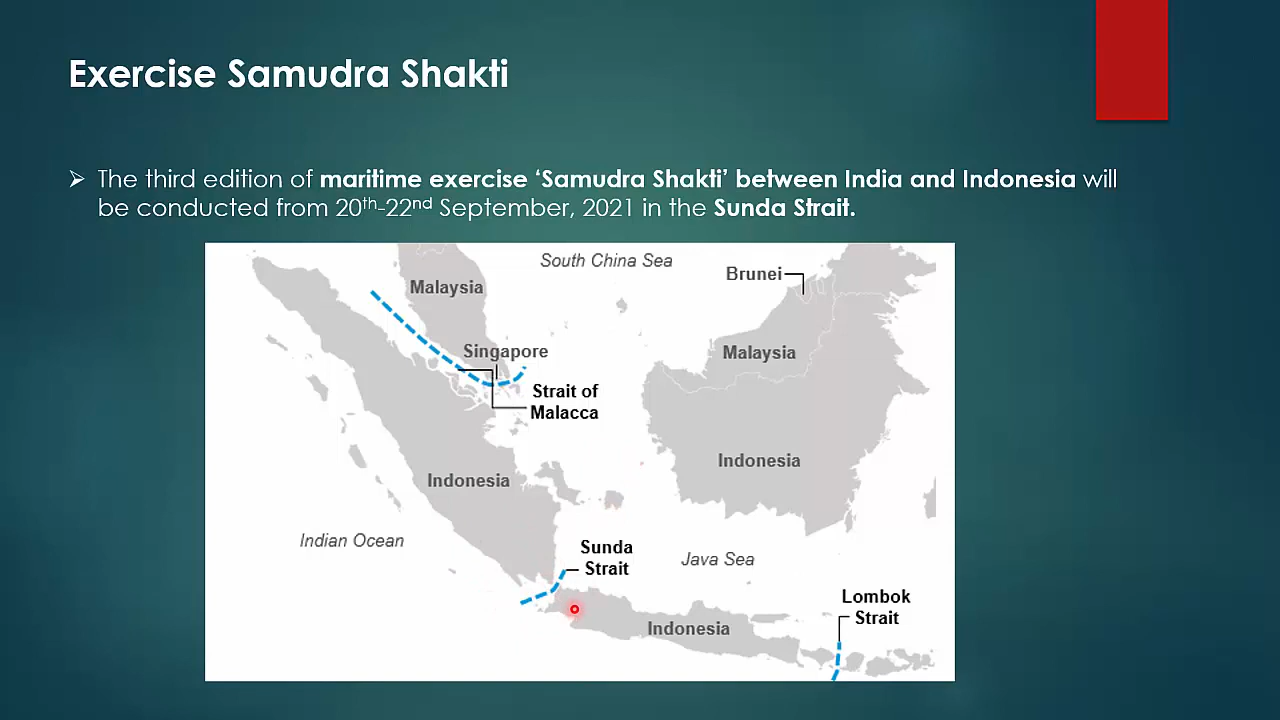 Exercise Samudra Shakti
➢ The third edition of maritime exercise ‘Samudra Shakti’ between India and Indonesia will
be conducted from 20th-22nd September, 2021 in the Sunda Strait.
South China Sea
Brunei
Malaysia
Singapore
Malaysia
Strait of
Malacca
Indonesia
Indonesia
Indian Ocean
Sunda
Strait
Java Sea
Lombok
Strait
Indonesia